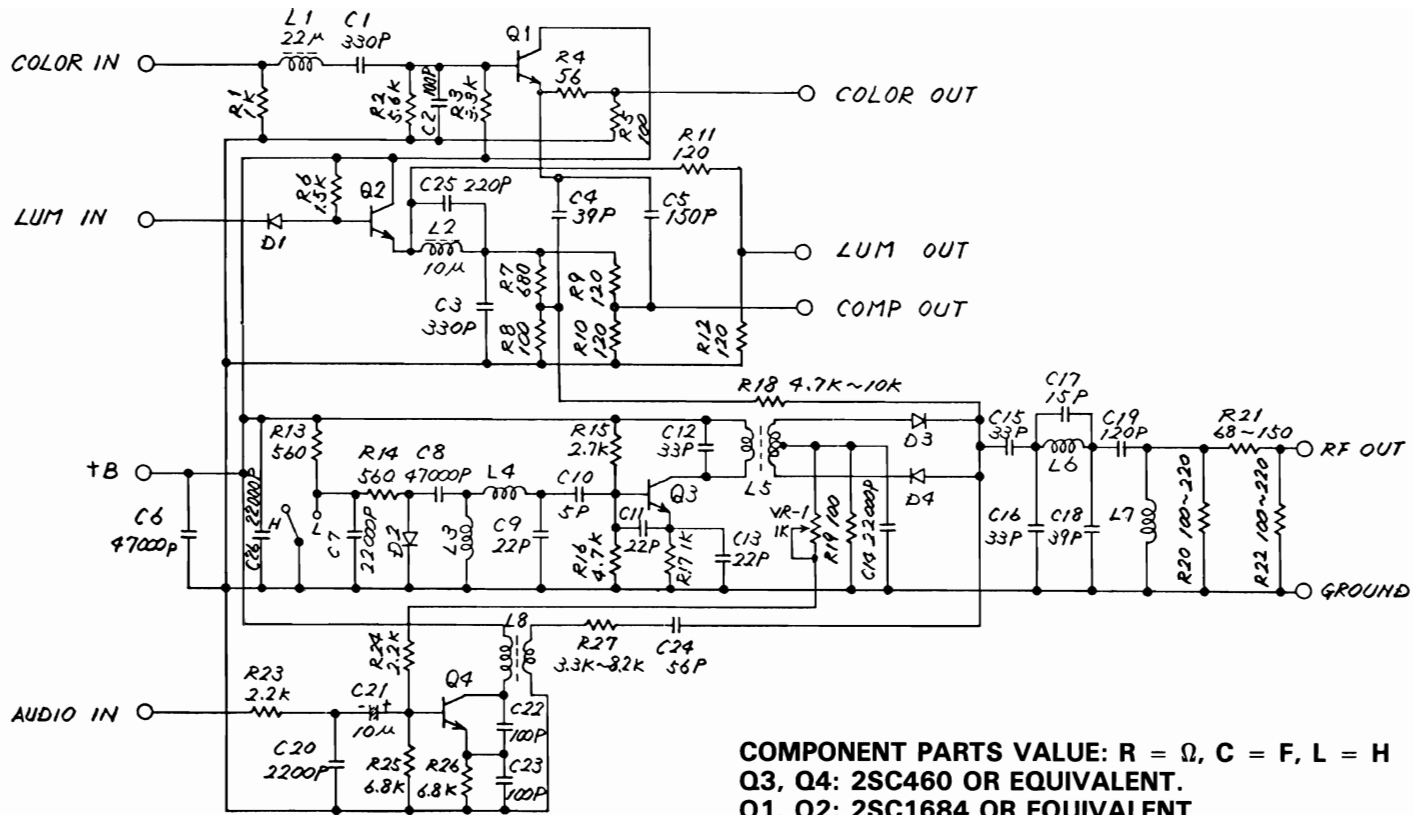 L1
22μ
C1
330P
Q1
R4
56
COLOR IN
R1
1K
R2
5.6K
C2
100P
R3
3.3K
R5
100
COLOR OUT
R11
120
R6
1.5K
Q2
C25 220P
C4
39P
C5
150P
LUM IN
D1
L2
10μ
LUM OUT
R7
680
R9
120
C3
330P
COMP OUT
R8
100
R10
120
R12
120
R18 4.7K~10K
C17
15P
R13
560
R15
2.7K
C12
33P
D3
C15
33P
C19
120P
R21
68~150
+B
R14
560
C8
47000P
L4
C10
5P
Q3
L5
D4
L6
RF OUT
C6
47000P
C26 22000P
H
L
C7
22000P
D2
L3
C9
22P
R16
4.7K
C11
22P
R17 1K
C13
22P
VR-1
1K
R19 100
C14 22000P
C16
33P
C18
39P
L7
R20 100~220
R22 100~220
GROUND
L8
R24
2.2K
R27
3.3K~8.2K
C24
56P
R23
2.2K
C21
- +
10μ
Q4
AUDIO IN
C20
2200P
R25
6.8K
R26
6.8K
C22
100P
C23
100P
COMPONENT PARTS VALUE: R = Ω, C = F, L = H
Q3, Q4: 2SC460 OR EQUIVALENT.
Q1, Q2: 2SC1684 OR EQUIVALENT